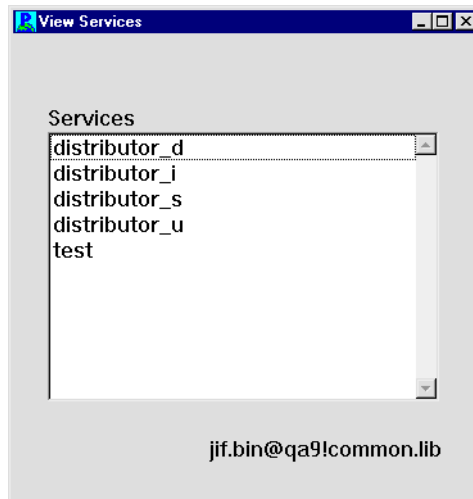 View Services
Services
distributor_d
distributor_i
distributor_s
distributor_u
test
jif.bin@qa9!common.lib